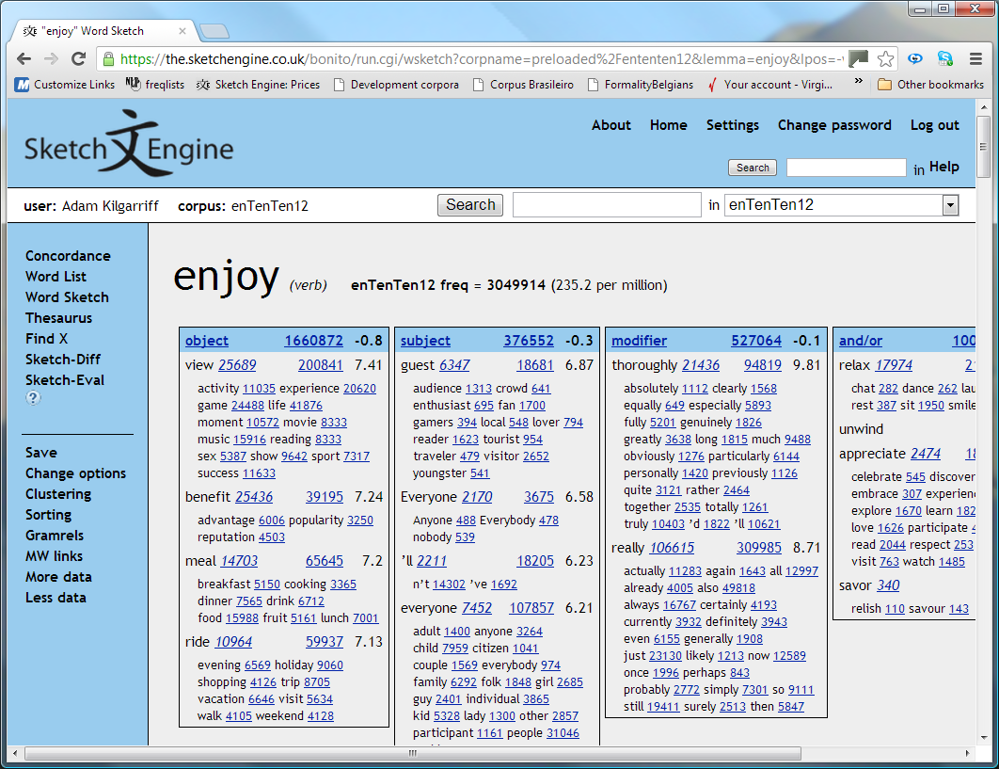 "enjoy" Word Sketch
https://the.sketchengine.co.uk/bonito/run.cgi/wsketch?corpname=preloaded%2Fententen12&lemma=enjoy&lpos=-
Customize Links freqlists Sketch Engine: Prices Development corpora Corpus Brasileiro FormalityBelgians Your account - Virgi... » Other bookmarks
Sketch文Engine
About Home Settings Change password Log out
Search in Help
user: Adam Kilgarriff corpus: enTenTen12 Search in enTenTen12
Concordance
Word List
Word Sketch
Thesaurus
Find X
Sketch-Diff
Sketch-Eval
?
Save
Change options
Clustering
Sorting
Gramrels
MW links
More data
Less data
enjoy (verb) enTenTen12 freq = 3049914 (235.2 per million)
object 1660872 -0.8
view 25689 200841 7.41
activity 11035 experience 20620
game 24488 life 41876
moment 10572 movie 8333
music 15916 reading 8333
sex 5387 show 9642 sport 7317
success 11633
benefit 25436 39195 7.24
advantage 6006 popularity 3250
reputation 4503
meal 14703 65645 7.2
breakfast 5150 cooking 3365
dinner 7565 drink 6712
food 15988 fruit 5161 lunch 7001
ride 10964 59937 7.13
evening 6569 holiday 9060
shopping 4126 trip 8705
vacation 6646 visit 5634
walk 4105 weekend 4128
subject 376552 -0.3
guest 6347 18681 6.87
audience 1313 crowd 641
enthusiast 695 fan 1700
gamers 394 local 548 lover 794
reader 1623 tourist 954
traveler 479 visitor 2652
youngster 541
Everyone 2170 3675 6.58
Anyone 488 Everybody 478
nobody 539
’ll 2211 18205 6.23
n’t 14302 ’ve 1692
everyone 7452 107857 6.21
adult 1400 anyone 3264
child 7959 citizen 1041
couple 1569 everybody 974
family 6292 folk 1848 girl 2685
guy 2401 individual 3865
kid 5328 lady 1300 other 2857
participant 1161 people 31046
modifier 527064 -0.1
thoroughly 21436 94819 9.81
absolutely 1112 clearly 1568
equally 649 especially 5893
fully 5201 genuinely 1826
greatly 3638 long 1815 much 9488
obviously 1276 particularly 6144
personally 1420 previously 1126
quite 3121 rather 2464
together 2535 totally 1261
truly 10403 ’d 1822 ’ll 10621
really 106615 309985 8.71
actually 11283 again 1643 all 12997
already 4005 also 49818
always 16767 certainly 4193
currently 3932 definitely 3943
even 6155 generally 1908
just 23130 likely 1213 now 12589
once 1996 perhaps 843
probably 2772 simply 7301 so 9111
still 19411 surely 2513 then 5847
and/or 100
relax 17974 2
chat 282 dance 262 lau
rest 387 sit 1950 smile
unwind
appreciate 2474 18
celebrate 545 discover
embrace 307 experienc
explore 1670 learn 182
love 1626 participate 4
read 2044 respect 253
visit 763 watch 1485
savor 340
relish 110 savour 143